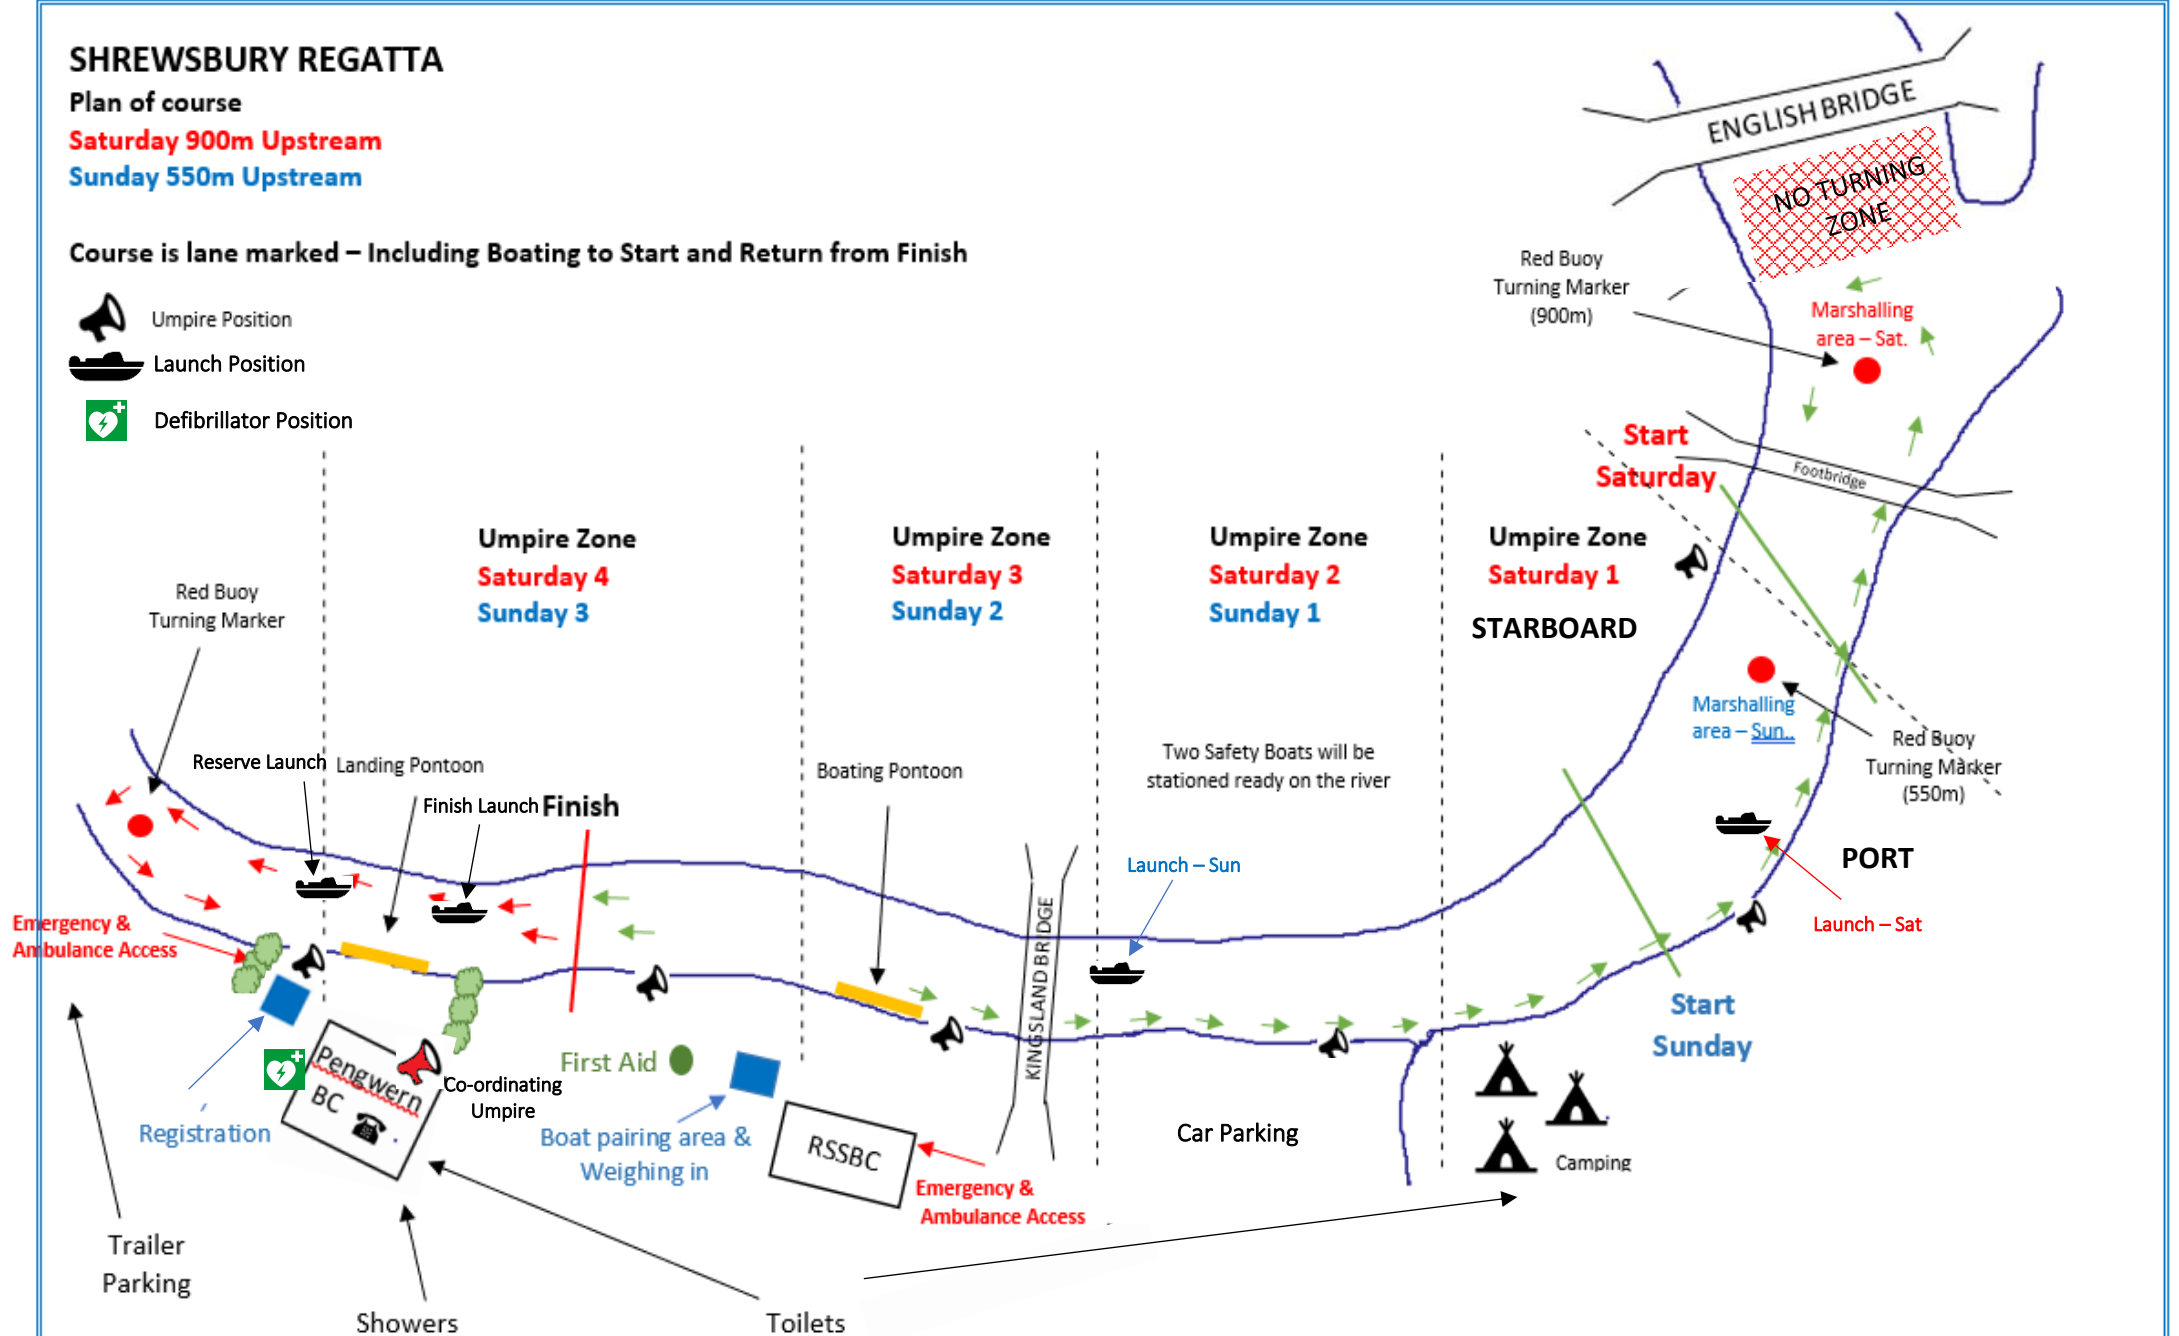 SHREWSBURY REGATTA
Plan of course
Saturday 900m Upstream
Sunday 550m Upstream
Course is lane marked – Including Boating to Start and Return from Finish
Umpire Position
Launch Position
Defibrillator Position
ENGLISH BRIDGE
NO TURNING
ZONE
Red Buoy
Turning Marker
(900m)
Marshalling
area – Sat.
Start
Saturday
Footbridge
Umpire Zone
Saturday 4
Sunday 3
Umpire Zone
Saturday 3
Sunday 2
Umpire Zone
Saturday 2
Sunday 1
Umpire Zone
Saturday 1
STARBOARD
Red Buoy
Turning Marker
Marshalling
area – Sun..
Red Buoy
Turning Marker
(550m)
Reserve Launch
Landing Pontoon
Finish Launch
Finish
Boating Pontoon
Two Safety Boats will be
stationed ready on the river
Launch – Sun
PORT
Launch – Sat
Emergency &
Ambulance Access
KINGSLAND BRIDGE
Start
Sunday
Pengwern
BC
Co-ordinating
Umpire
First Aid
Registration
Boat pairing area &
Weighing in
RSSBC
Car Parking
Camping
Emergency &
Ambulance Access
Trailer
Parking
Showers
Toilets